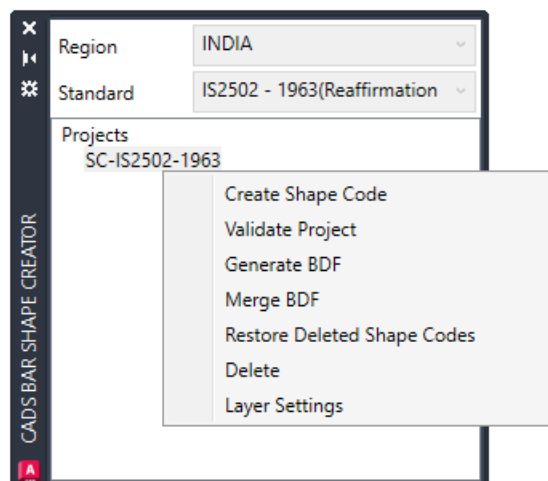 Region
INDIA
Standard
IS2502 - 1963(Reaffirmation
Projects
SC-IS2502-1963
Create Shape Code
Validate Project
Generate BDF
Merge BDF
Restore Deleted Shape Codes
Delete
Layer Settings
CADS BAR SHAPE CREATOR
A